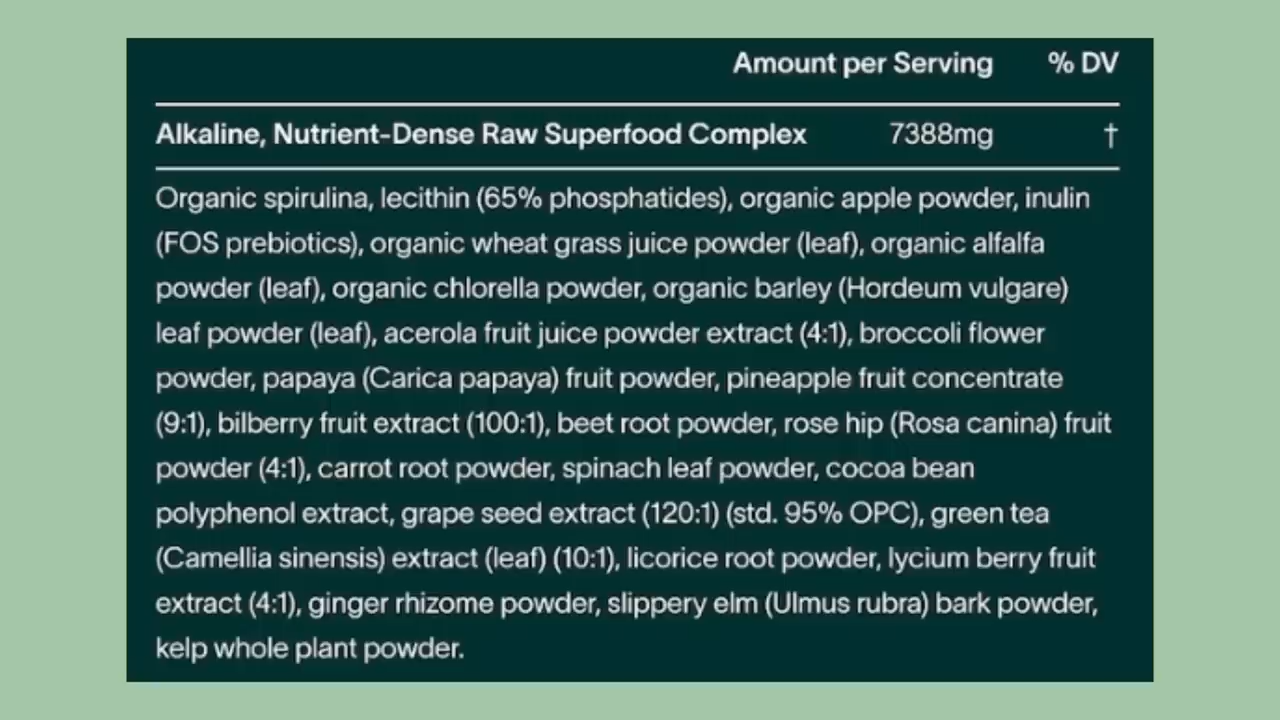 Amount per Serving % DV
Alkaline, Nutrient-Dense Raw Superfood Complex 7388mg †
Organic spirulina, lecithin (65% phosphatides), organic apple powder, inulin
(FOS prebiotics), organic wheat grass juice powder (leaf), organic alfalfa
powder (leaf), organic chlorella powder, organic barley (Hordeum vulgare)
leaf powder (leaf), acerola fruit juice powder extract (4:1), broccoli flower
powder, papaya (Carica papaya) fruit powder, pineapple fruit concentrate
(9:1), bilberry fruit extract (100:1), beet root powder, rose hip (Rosa canina) fruit
powder (4:1), carrot root powder, spinach leaf powder, cocoa bean
polyphenol extract, grape seed extract (120:1) (std. 95% OPC), green tea
(Camellia sinensis) extract (leaf) (10:1), licorice root powder, lycium berry fruit
extract (4:1), ginger rhizome powder, slippery elm (Ulmus rubra) bark powder,
kelp whole plant powder.